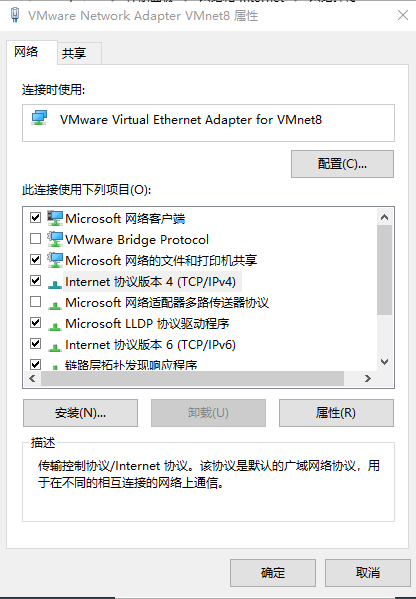 VMware Network Adapter VMnet8 属性
网络
共享
连接时使用:
VMware Virtual Ethernet Adapter for VMnet8
配置(C)...
此连接使用下列项目(O):
Microsoft 网络客户端
VMware Bridge Protocol
Microsoft 网络的文件和打印机共享
Internet 协议版本 4 (TCP/IPv4)
Microsoft 网络适配器多路传送器协议
Microsoft LLDP 协议驱动程序
Internet 协议版本 6 (TCP/IPv6)
链路层拓扑发现响应程序
安装(N)...
卸载(U)
属性(R)
描述
传输控制协议/Internet 协议。该协议是默认的广域网络协议，用
于在不同的相互连接的网络上通信。
确定
取消